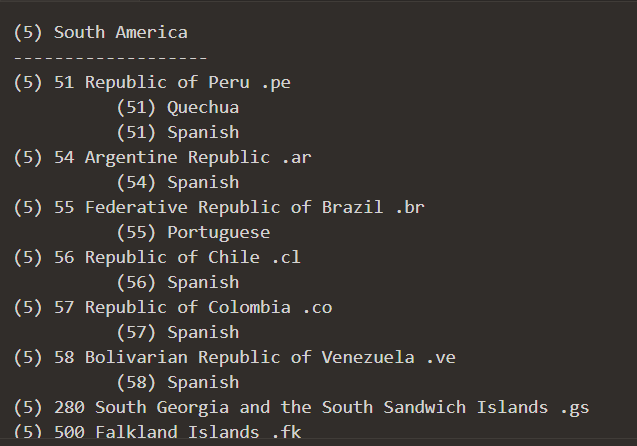 (5) South America
-------------------
(5) 51 Republic of Peru .pe
(51) Quechua
(51) Spanish
(5) 54 Argentine Republic .ar
(54) Spanish
(5) 55 Federative Republic of Brazil .br
(55) Portuguese
(5) 56 Republic of Chile .cl
(56) Spanish
(5) 57 Republic of Colombia .co
(57) Spanish
(5) 58 Bolivarian Republic of Venezuela .ve
(58) Spanish
(5) 280 South Georgia and the South Sandwich Islands .gs
(5) 500 Falkland Islands .fk